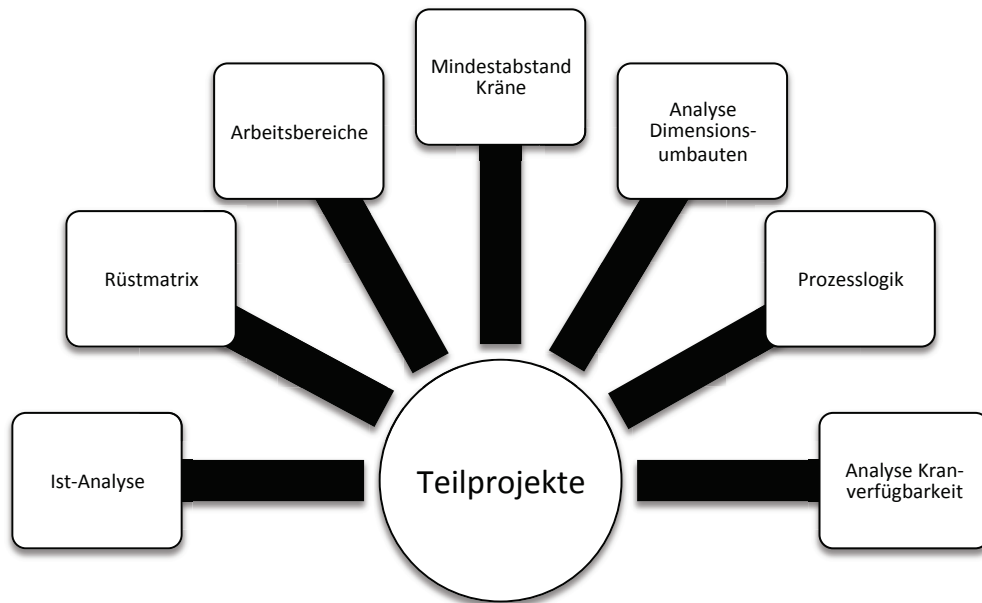 Mindestabstand
Kräne
Arbeitsbereiche
Analyse
Dimensions-
umbauten
Rüstmatrix
Prozesslogik
Ist-Analyse
Teilprojekte
Analyse Kran-
verfügbarkeit